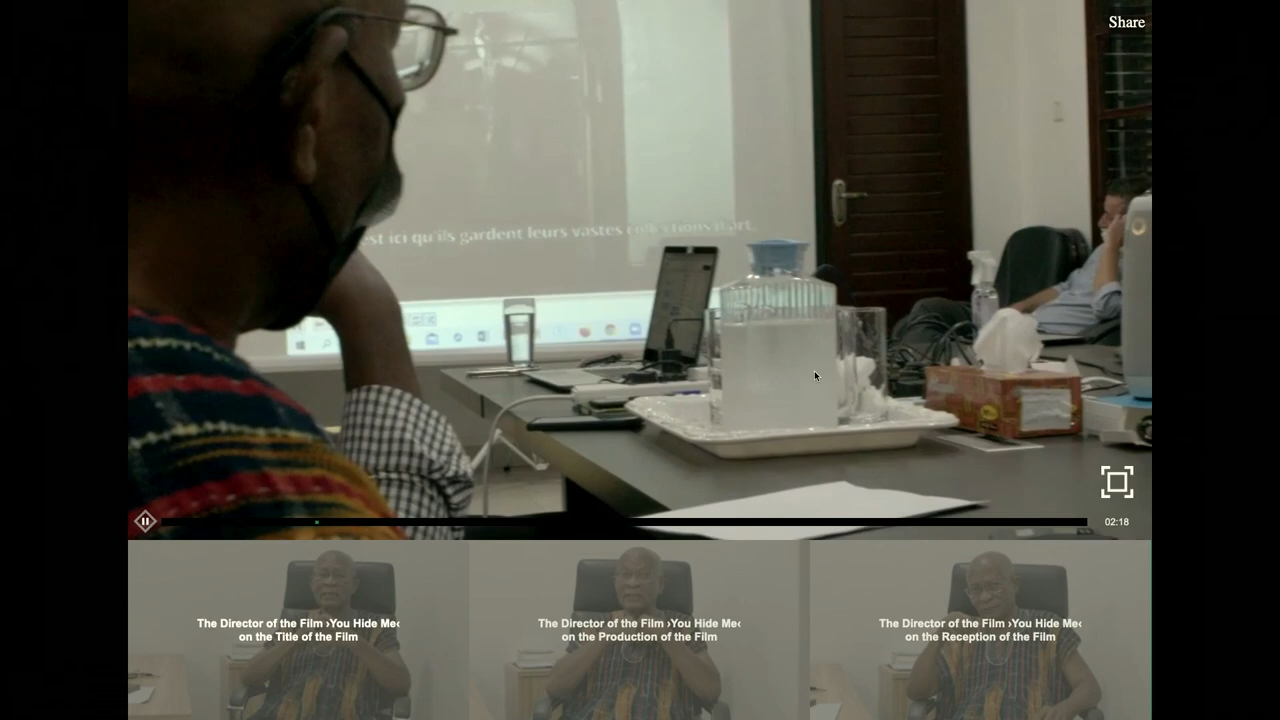 Share
est ici qu'ils gardent leurs vastes collections d'art.
02:18
The Director of the Film ›You Hide Me‹
on the Title of the Film
The Director of the Film ›You Hide Me‹
on the Production of the Film
The Director of the Film ›You Hide Me‹
on the Reception of the Film